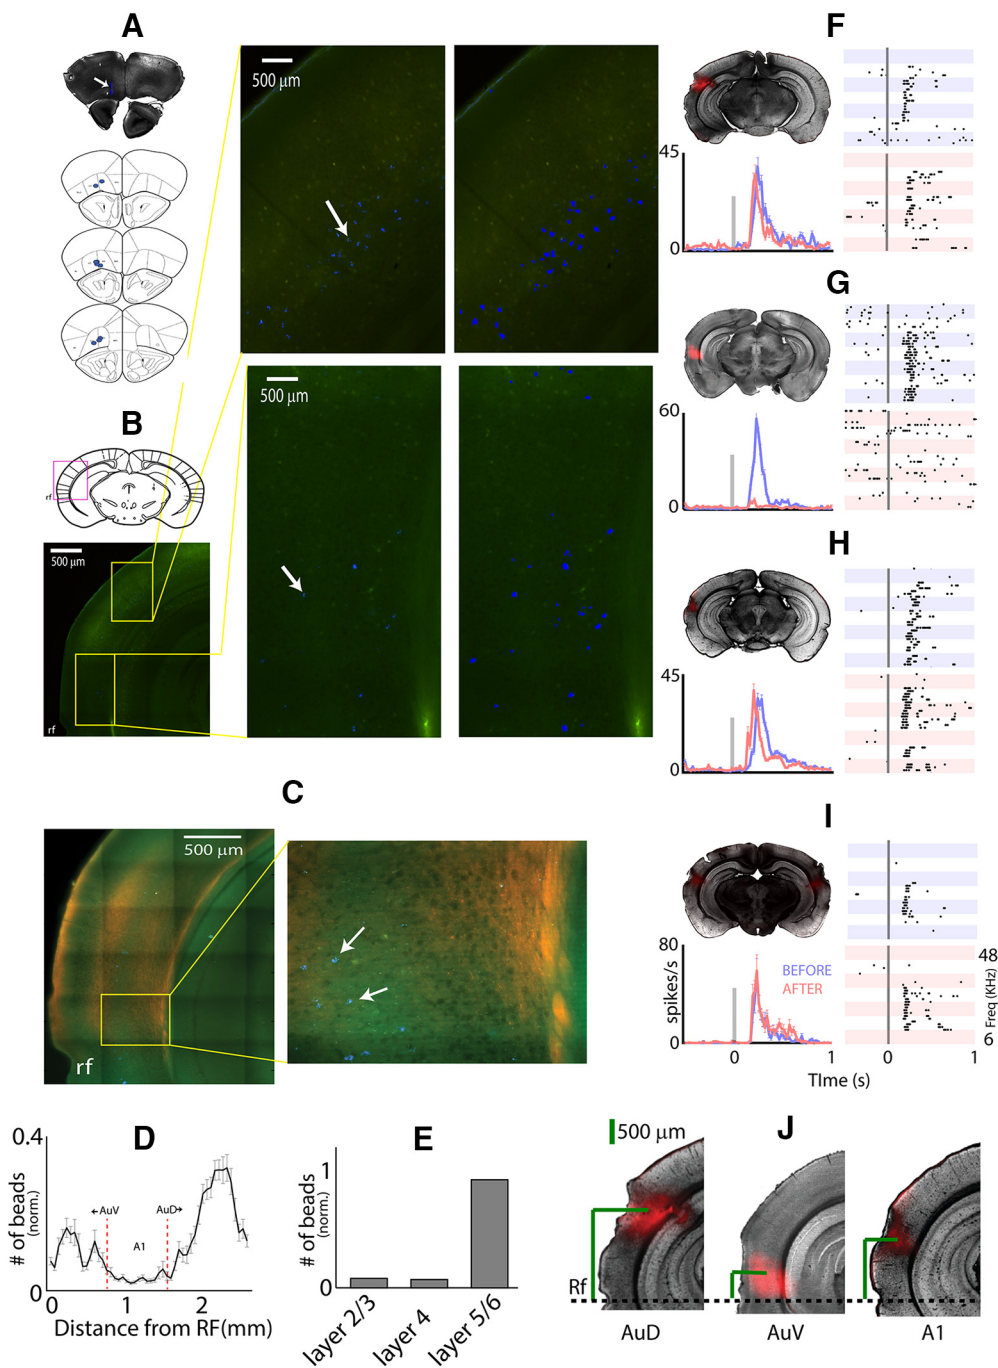 A
500 μm
B
rf
500 μm
rf
500 μm
C
500 μm
rf
D
0.4
# of beads
(norm.)
0
←AuV
AuD→
A1
0
1
2
Distance from RF(mm)
E
1
# of beads
(norm.)
0
layer 2/3
layer 4
layer 5/6
F
45
0
G
60
0
H
45
0
I
80
spikes/s
0
BEFORE
AFTER
0
1
TIme (s)
48
Freq (KHz)
6
0
1
J
500 μm
Rf
AuD
AuV
A1